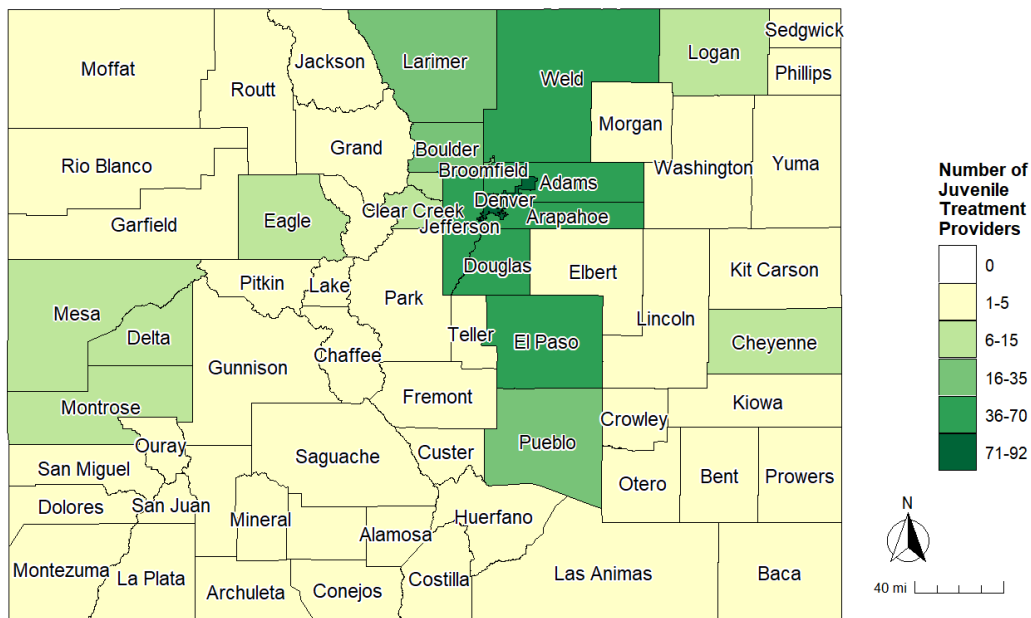 Sedgwick
Jackson
Larimer
Logan
Moffat
Weld
Phillips
Routt
Morgan
Grand
Boulder
Rio Blanco
Broomfield
Washington
Yuma
Adams
Denver
Clear Creek
Arapahoe
Garfield
Eagle
Jefferson
Douglas
Elbert
Kit Carson
Pitkin
Lake
Park
Mesa
Lincoln
Delta
Teller
El Paso
Cheyenne
Chaffee
Gunnison
Fremont
Kiowa
Montrose
Crowley
Ouray
Pueblo
Custer
Saguache
San Miguel
Bent
Prowers
Otero
Dolores
San Juan
Mineral
Huerfano
Alamosa
Montezuma
La Plata
Costilla
Las Animas
Baca
Archuleta
Conejos
Number of
Juvenile
Treatment
Providers
0
1-5
6-15
16-35
36-70
71-92
N
40 mi